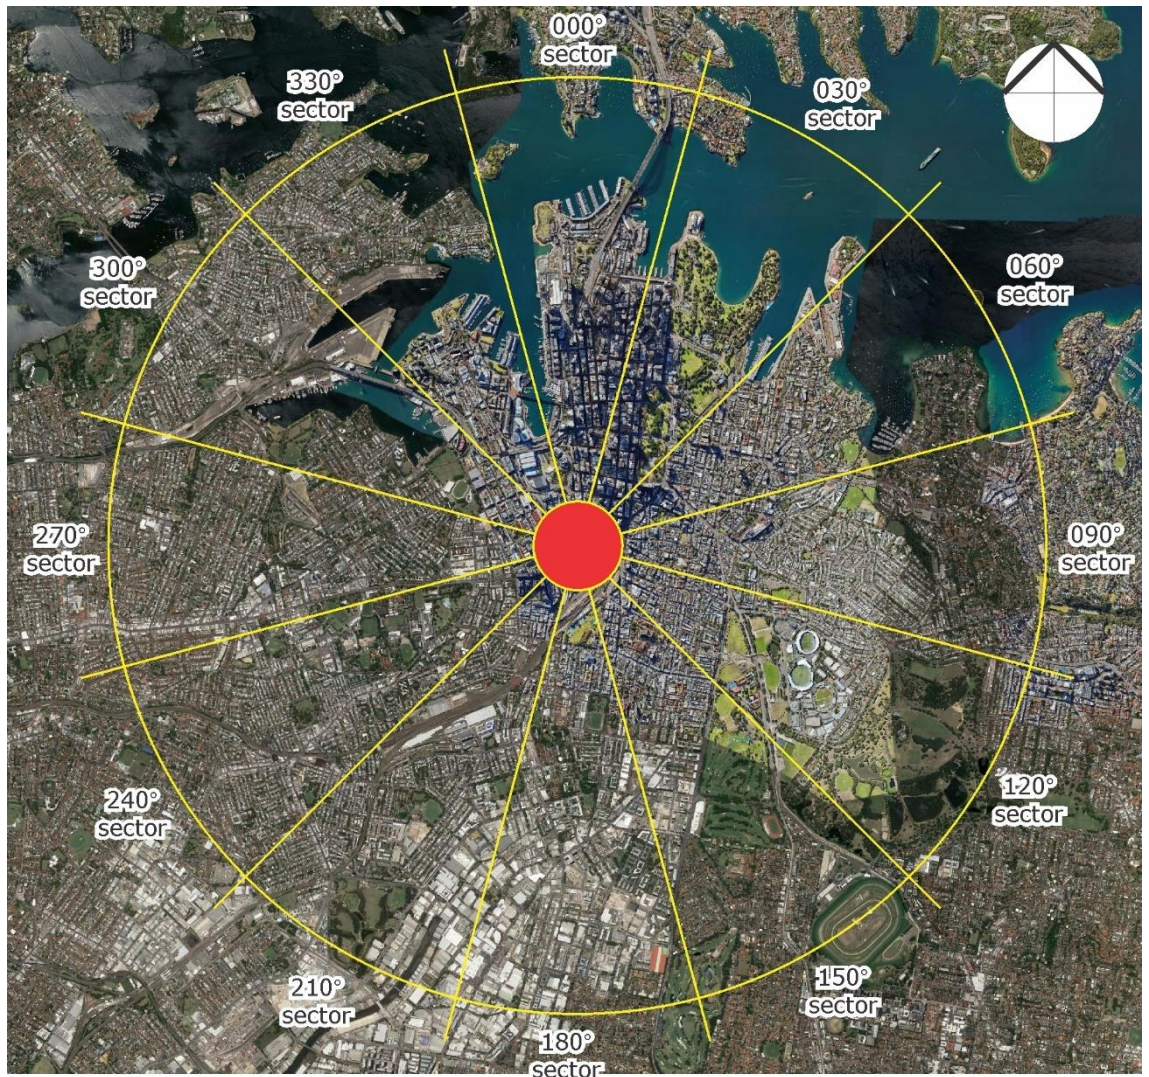 000°
sector
330°
sector
030°
sector
300°
sector
060°
sector
270°
sector
090°
sector
240°
sector
120°
sector
210°
sector
150°
sector
180°
sector